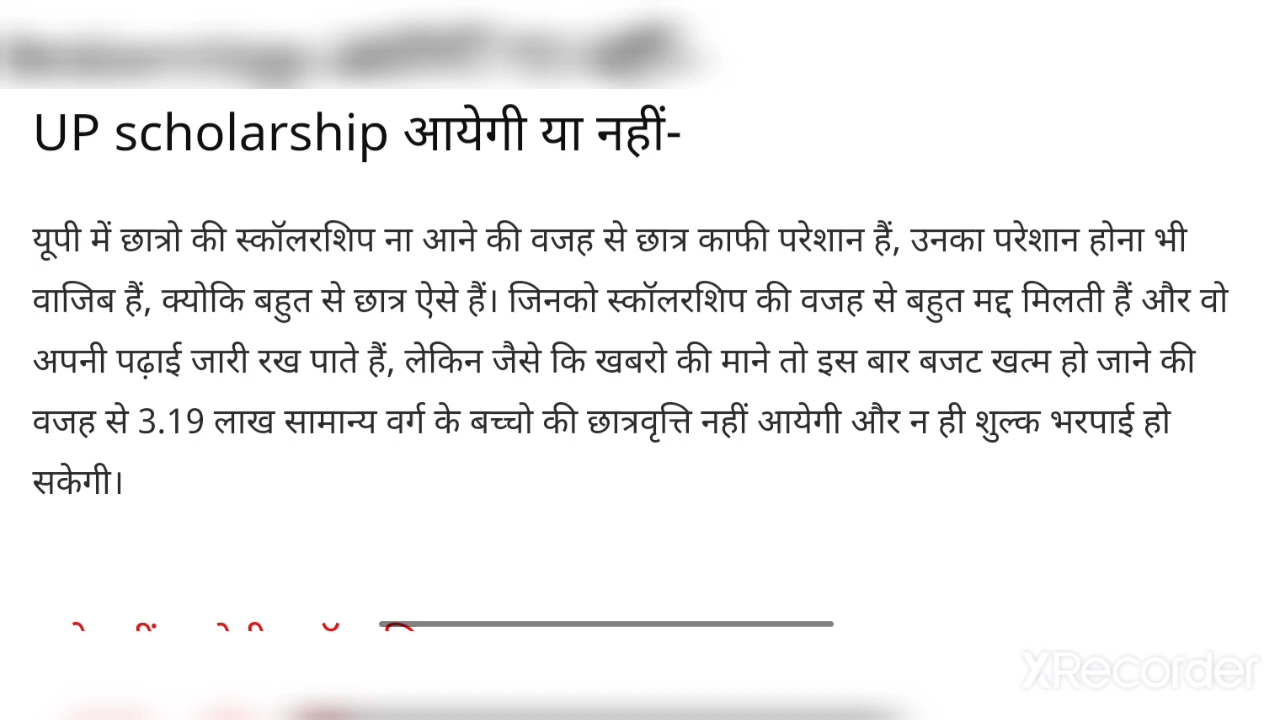 UP scholarship आयेगी या नहीं-
यूपी में छात्रो की स्कॉलरशिप ना आने की वजह से छात्र काफी परेशान हैं, उनका परेशान होना भी
वाजिब हैं, क्योकि बहुत से छात्र ऐसे हैं। जिनको स्कॉलरशिप की वजह से बहुत मद्द मिलती हैं और वो
अपनी पढ़ाई जारी रख पाते हैं, लेकिन जैसे कि खबरो की माने तो इस बार बजट खत्म हो जाने की
वजह से 3.19 लाख सामान्य वर्ग के बच्चो की छात्रवृत्ति नहीं आयेगी और न ही शुल्क भरपाई हो
सकेगी।
XRecorder